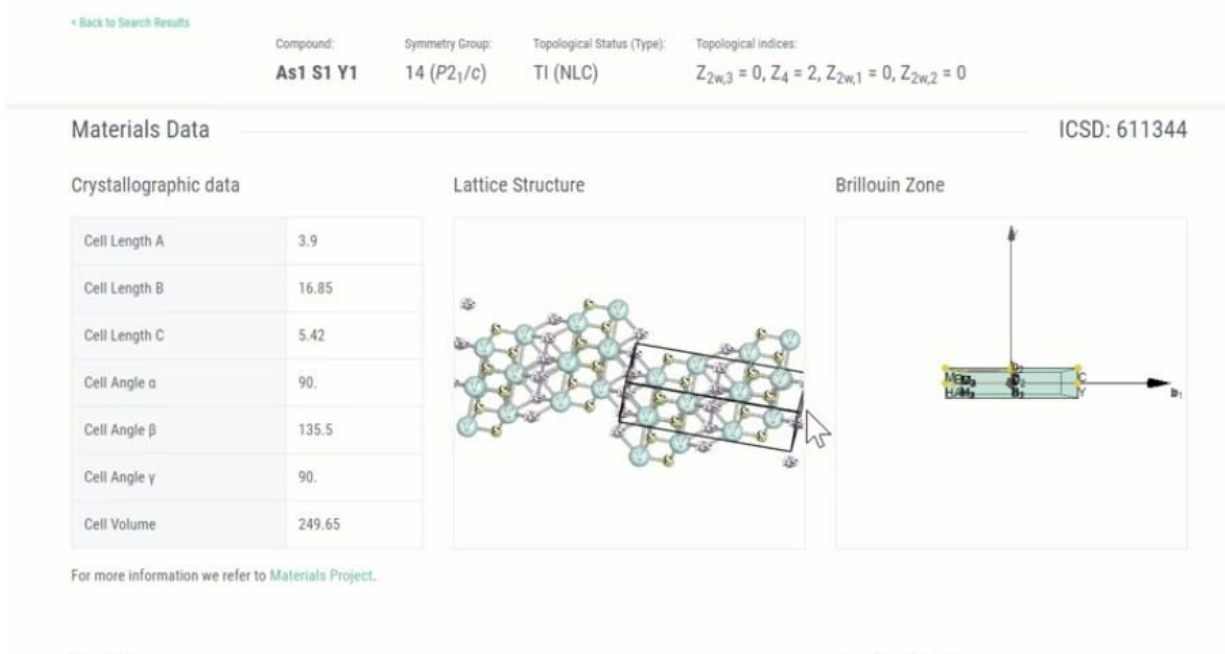 < Back to Search Results
Compound: Symmetry Group: Topological Status (Type): Topological indices:
As1 S1 Y1 14 (P2₁/c) TI (NLC) Z₂w,₃ = 0, Z₄ = 2, Z₂w,₁ = 0, Z₂w,₂ = 0
Materials Data ICSD: 611344
Crystallographic data Lattice Structure Brillouin Zone
Cell Length A 3.9
Cell Length B 16.85
Cell Length C 5.42
Cell Angle α 90.
Cell Angle β 135.5
Cell Angle γ 90.
Cell Volume 249.65
For more information we refer to Materials Project.